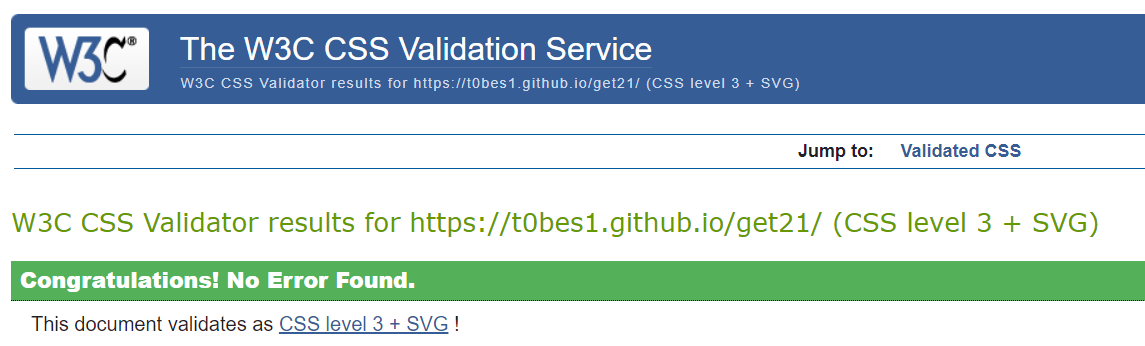 W3C®
The W3C CSS Validation Service
W3C CSS Validator results for https://t0bes1.github.io/get21/ (CSS level 3 + SVG)
Jump to: Validated CSS
W3C CSS Validator results for https://t0bes1.github.io/get21/ (CSS level 3 + SVG)
Congratulations! No Error Found.
This document validates as CSS level 3 + SVG !